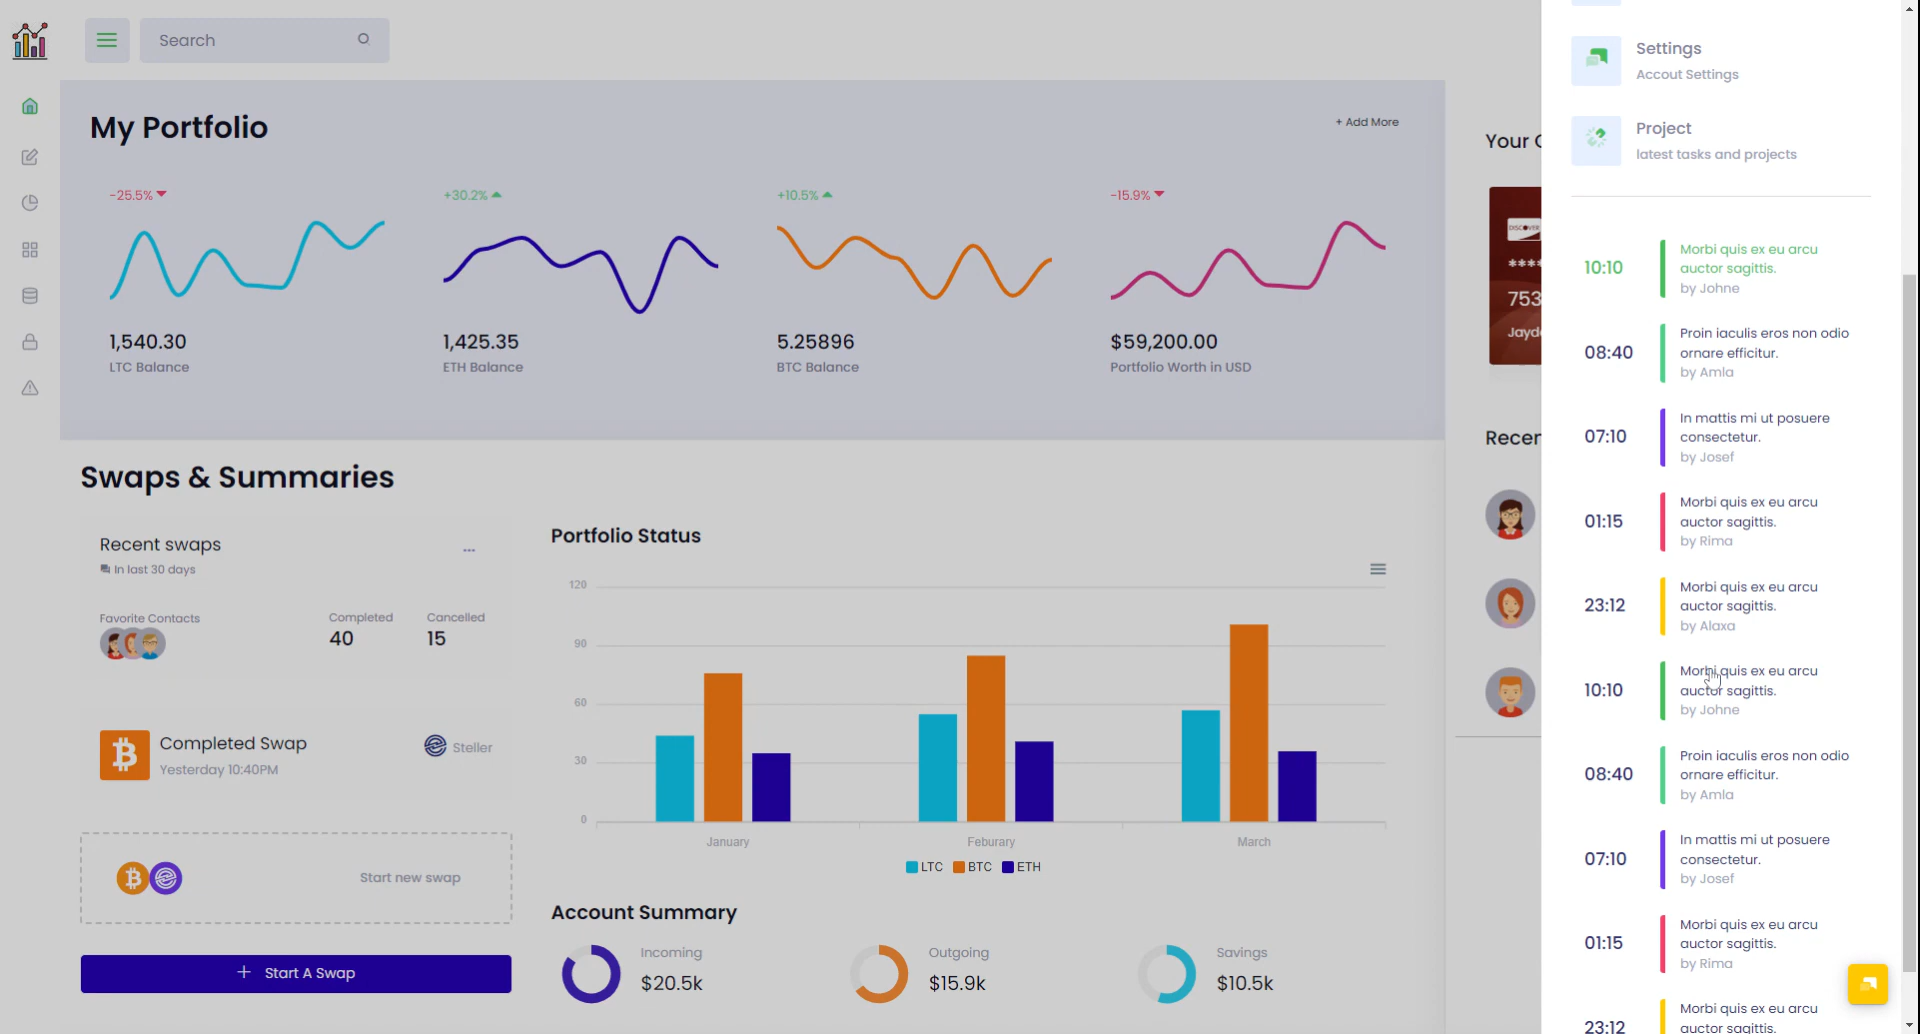 Search
My Portfolio
+ Add More
-25.5%
+30.2%
+10.5%
-15.9%
1,540.30
LTC Balance
1,425.35
ETH Balance
5.25896
BTC Balance
$59,200.00
Portfolio Worth in USD
Swaps & Summaries
Recent swaps
...
In last 30 days
Favorite Contacts
Completed
40
Cancelled
15
Completed Swap
Yesterday 10:40PM
Steller
Start new swap
+ Start A Swap
Portfolio Status
120
90
60
30
0
January
Feburary
March
LTC
BTC
ETH
Account Summary
Incoming
$20.5k
Outgoing
$15.9k
Savings
$10.5k
Your
DISCOVER
****
753
Jayd
Recen
Settings
Accout Settings
Project
latest tasks and projects
10:10
Morbi quis ex eu arcu
auctor sagittis.
by Johne
08:40
Proin iaculis eros non odio
ornare efficitur.
by Amla
07:10
In mattis mi ut posuere
consectetur.
by Josef
01:15
Morbi quis ex eu arcu
auctor sagittis.
by Rima
23:12
Morbi quis ex eu arcu
auctor sagittis.
by Alaxa
10:10
Morbi quis ex eu arcu
auctor sagittis.
by Johne
08:40
Proin iaculis eros non odio
ornare efficitur.
by Amla
07:10
In mattis mi ut posuere
consectetur.
by Josef
01:15
Morbi quis ex eu arcu
auctor sagittis.
by Rima
23:12
Morbi quis ex eu arcu
auctor sagittis.